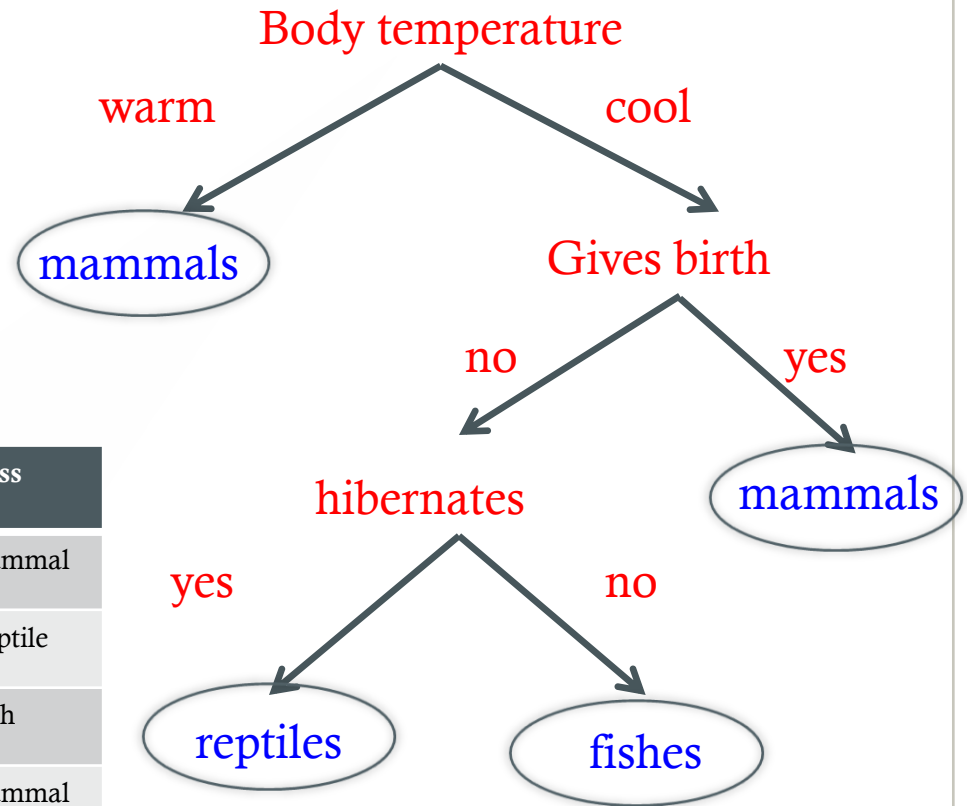 Body temperature
warm
cool
mammals
Gives birth
no
yes
hibernates
mammals
yes
no
reptiles
fishes